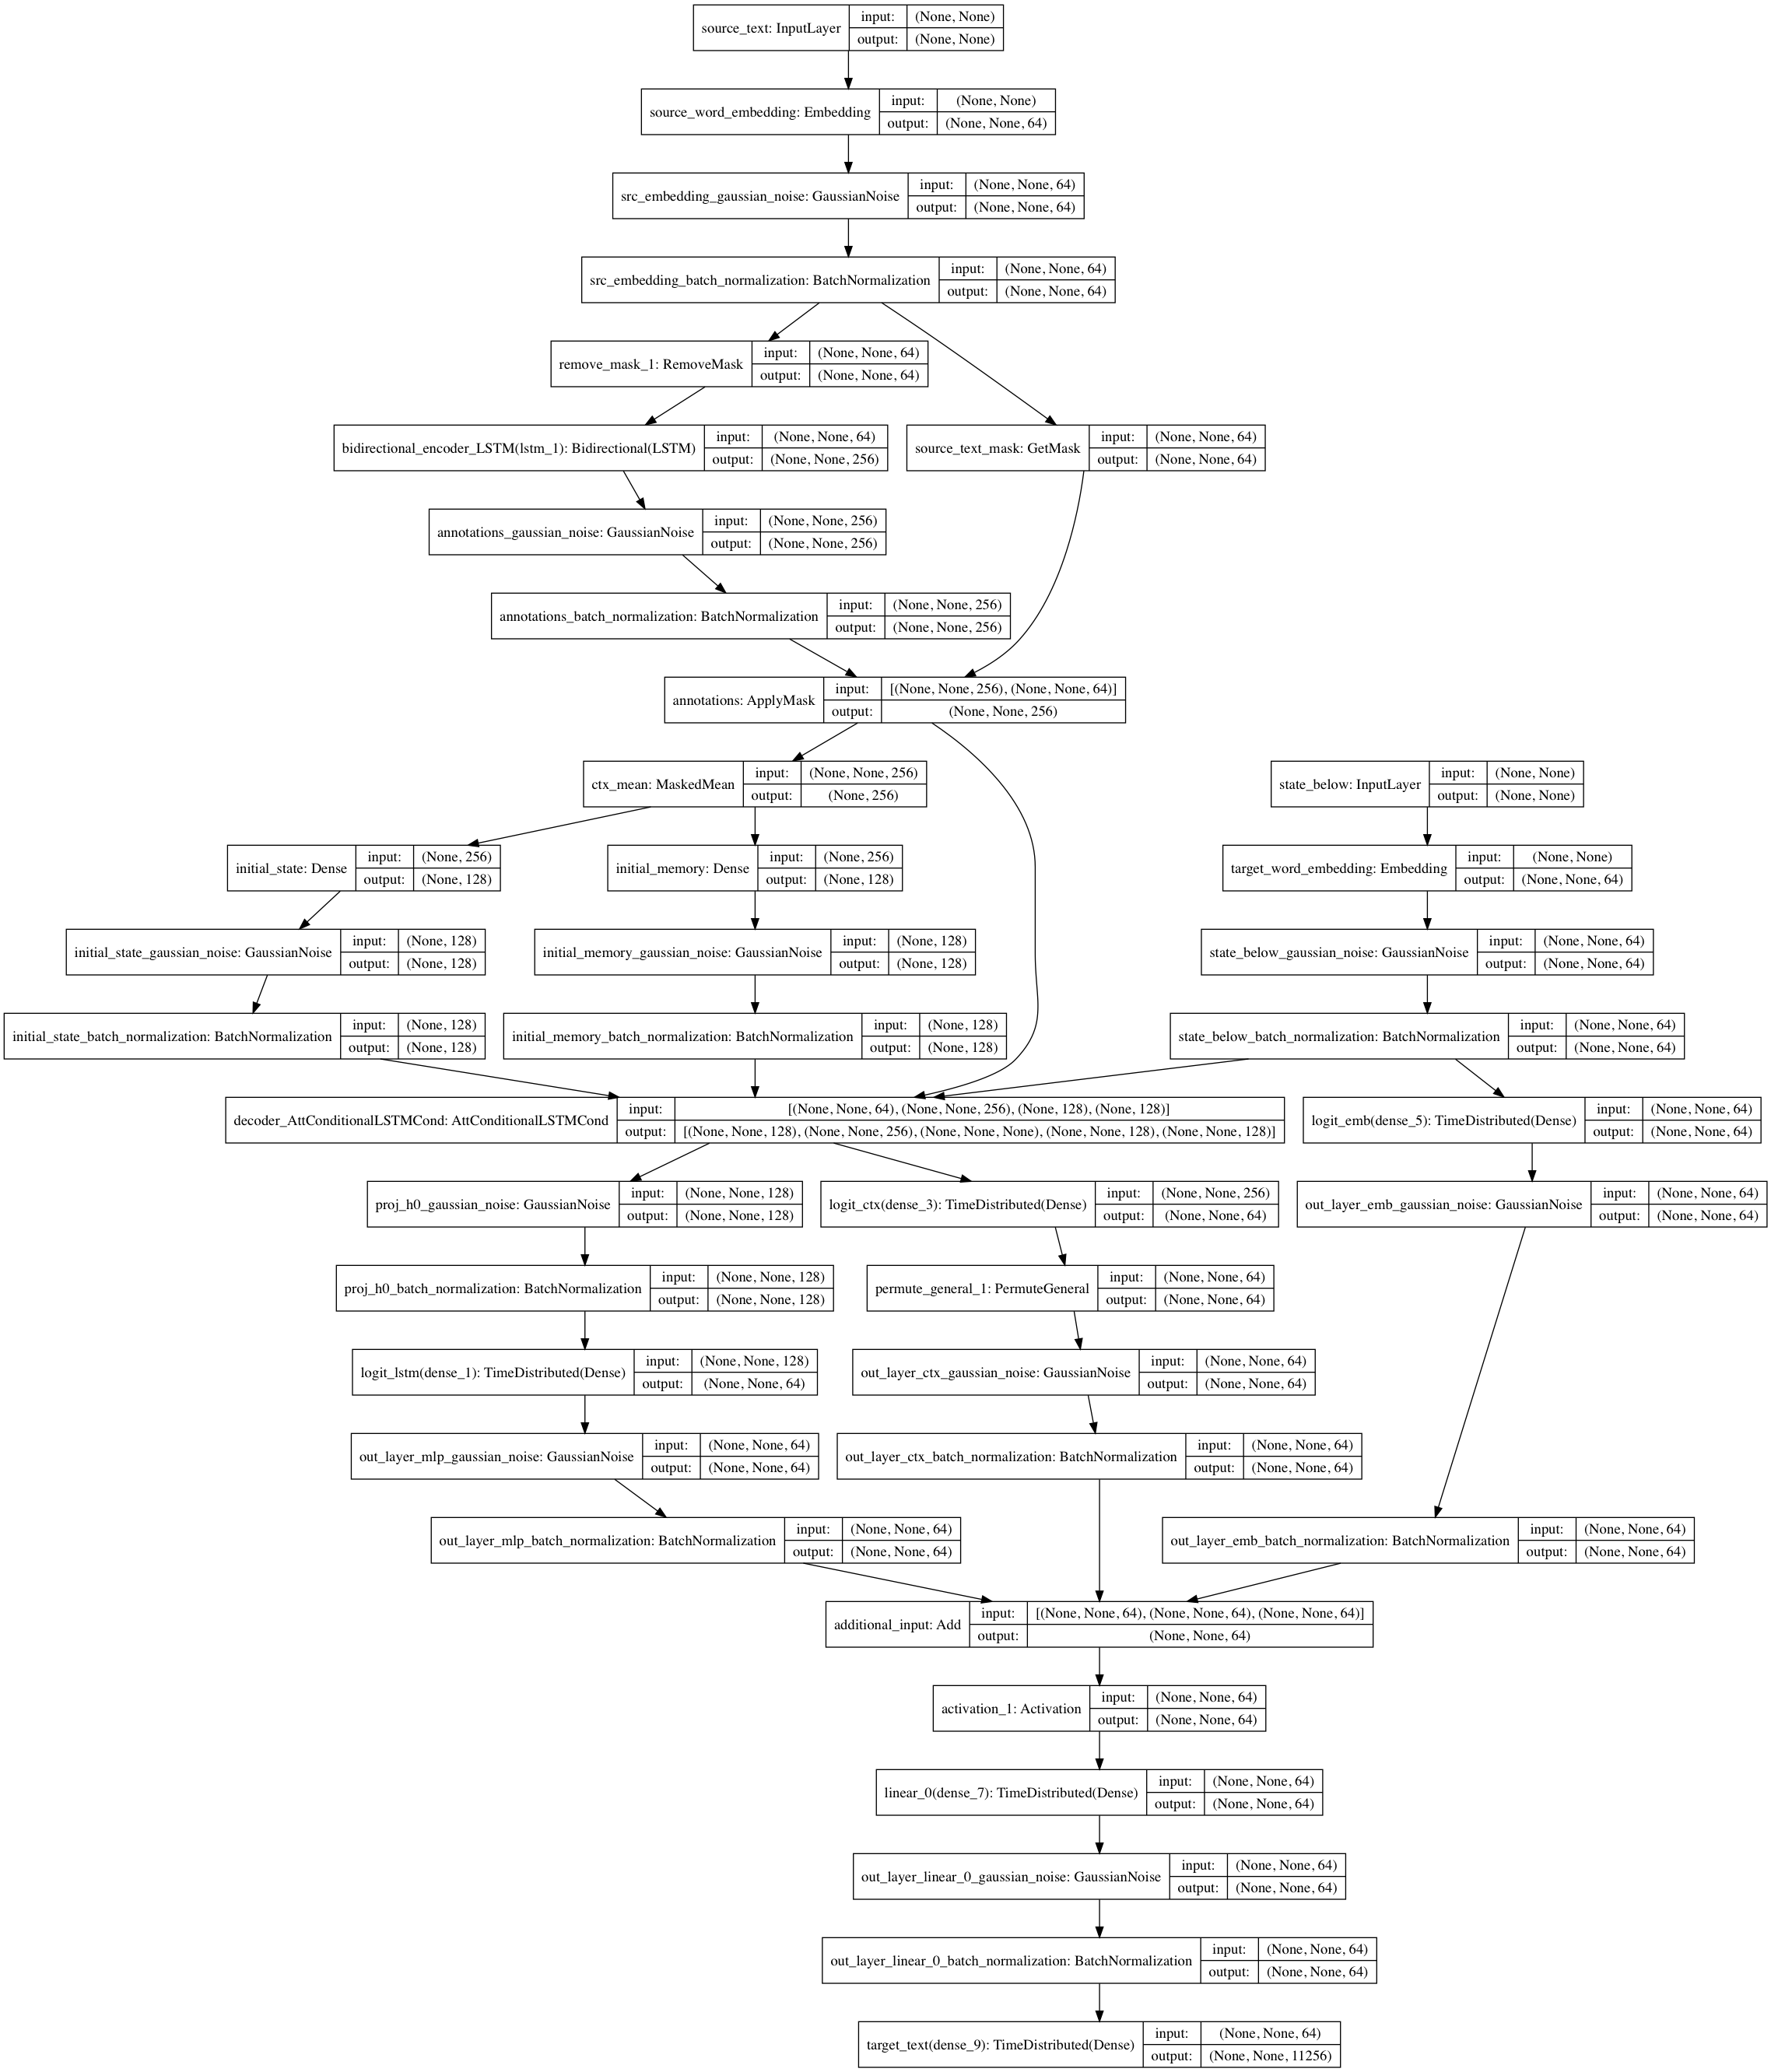 source_text: InputLayer
input: (None, None)
output: (None, None)
source_word_embedding: Embedding
input: (None, None)
output: (None, None, 64)
src_embedding_gaussian_noise: GaussianNoise
input: (None, None, 64)
output: (None, None, 64)
src_embedding_batch_normalization: BatchNormalization
input: (None, None, 64)
output: (None, None, 64)
remove_mask_1: RemoveMask
input: (None, None, 64)
output: (None, None, 64)
bidirectional_encoder_LSTM(lstm_1): Bidirectional(LSTM)
input: (None, None, 64)
output: (None, None, 256)
source_text_mask: GetMask
input: (None, None, 64)
output: (None, None, 64)
annotations_gaussian_noise: GaussianNoise
input: (None, None, 256)
output: (None, None, 256)
annotations_batch_normalization: BatchNormalization
input: (None, None, 256)
output: (None, None, 256)
annotations: ApplyMask
input: [(None, None, 256), (None, None, 64)]
output: (None, None, 256)
ctx_mean: MaskedMean
input: (None, None, 256)
output: (None, 256)
state_below: InputLayer
input: (None, None)
output: (None, None)
initial_state: Dense
input: (None, 256)
output: (None, 128)
initial_memory: Dense
input: (None, 256)
output: (None, 128)
target_word_embedding: Embedding
input: (None, None)
output: (None, None, 64)
initial_state_gaussian_noise: GaussianNoise
input: (None, 128)
output: (None, 128)
initial_memory_gaussian_noise: GaussianNoise
input: (None, 128)
output: (None, 128)
state_below_gaussian_noise: GaussianNoise
input: (None, None, 64)
output: (None, None, 64)
initial_state_batch_normalization: BatchNormalization
input: (None, 128)
output: (None, 128)
initial_memory_batch_normalization: BatchNormalization
input: (None, 128)
output: (None, 128)
state_below_batch_normalization: BatchNormalization
input: (None, None, 64)
output: (None, None, 64)
decoder_AttConditionalLSTMCond: AttConditionalLSTMCond
input: [(None, None, 64), (None, None, 256), (None, 128), (None, 128)]
output: [(None, None, 128), (None, None, 256), (None, None, None), (None, None, 128), (None, None, 128)]
logit_emb(dense_5): TimeDistributed(Dense)
input: (None, None, 64)
output: (None, None, 64)
proj_h0_gaussian_noise: GaussianNoise
input: (None, None, 128)
output: (None, None, 128)
logit_ctx(dense_3): TimeDistributed(Dense)
input: (None, None, 256)
output: (None, None, 64)
out_layer_emb_gaussian_noise: GaussianNoise
input: (None, None, 64)
output: (None, None, 64)
proj_h0_batch_normalization: BatchNormalization
input: (None, None, 128)
output: (None, None, 128)
permute_general_1: PermuteGeneral
input: (None, None, 64)
output: (None, None, 64)
logit_lstm(dense_1): TimeDistributed(Dense)
input: (None, None, 128)
output: (None, None, 64)
out_layer_ctx_gaussian_noise: GaussianNoise
input: (None, None, 64)
output: (None, None, 64)
out_layer_mlp_gaussian_noise: GaussianNoise
input: (None, None, 64)
output: (None, None, 64)
out_layer_ctx_batch_normalization: BatchNormalization
input: (None, None, 64)
output: (None, None, 64)
out_layer_mlp_batch_normalization: BatchNormalization
input: (None, None, 64)
output: (None, None, 64)
out_layer_emb_batch_normalization: BatchNormalization
input: (None, None, 64)
output: (None, None, 64)
additional_input: Add
input: [(None, None, 64), (None, None, 64), (None, None, 64)]
output: (None, None, 64)
activation_1: Activation
input: (None, None, 64)
output: (None, None, 64)
linear_0(dense_7): TimeDistributed(Dense)
input: (None, None, 64)
output: (None, None, 64)
out_layer_linear_0_gaussian_noise: GaussianNoise
input: (None, None, 64)
output: (None, None, 64)
out_layer_linear_0_batch_normalization: BatchNormalization
input: (None, None, 64)
output: (None, None, 64)
target_text(dense_9): TimeDistributed(Dense)
input: (None, None, 64)
output: (None, None, 11256)